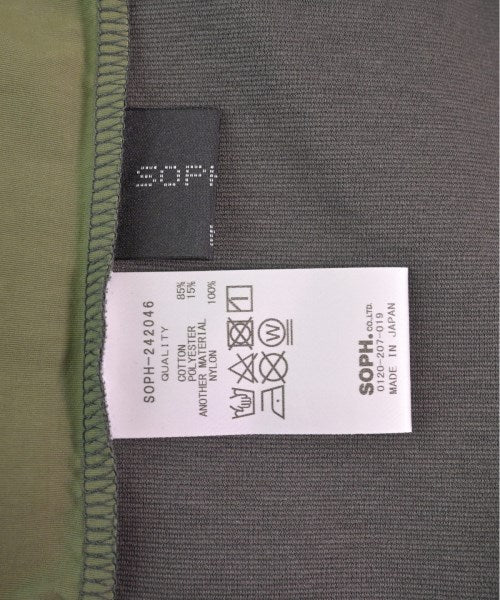 SOPH
SOPH-242046
QUALITY
COTTON 85%
POLYESTER 15%
ANOTHER MATERIAL
NYLON 100%
W
SOPH. CO.,LTD.
0120-207-019
MADE IN JAPAN